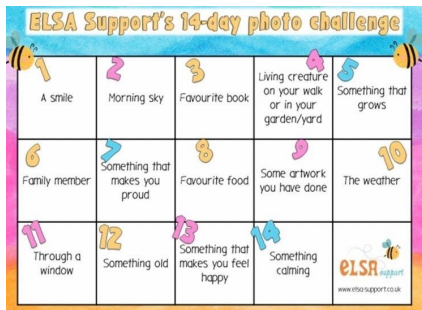 ELSA Support's 14-day photo challenge
1
A smile
2
Morning sky
3
Favourite book
4
Living creature
on your walk
or in your
garden/yard
5
Something that
grows
6
Family member
7
Something that
makes you
proud
8
Favourite food
9
Some artwork
you have done
10
The weather
11
Through a
window
12
Something old
13
Something that
makes you feel
happy
14
Something
calming
ELSA support
www.elsa-support.co.uk